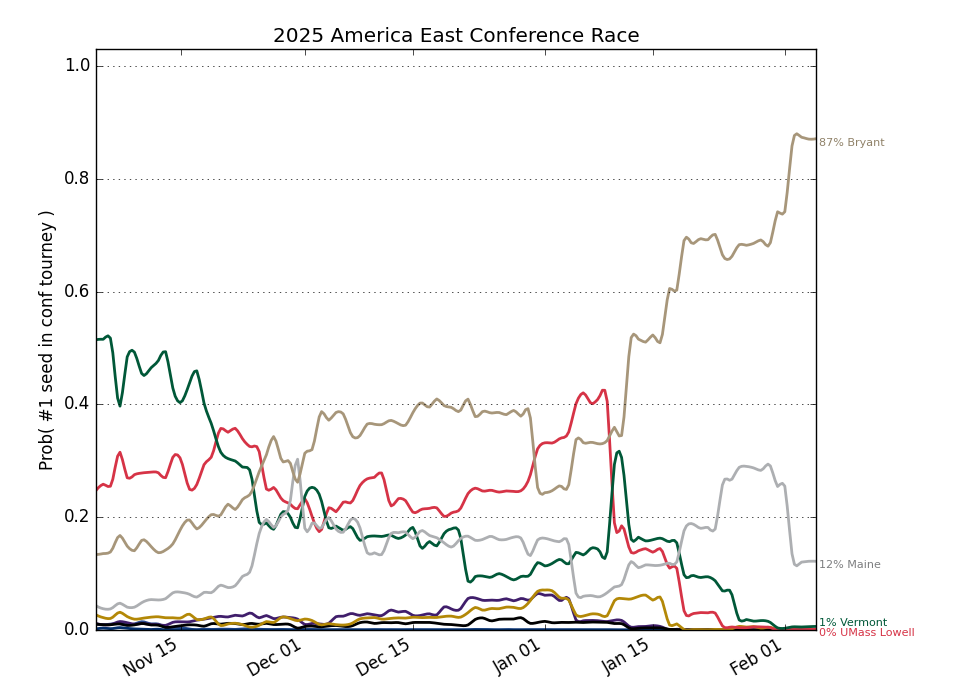 2025 America East Conference Race
Prob( #1 seed in conf tourney )
1.0
0.8
0.6
0.4
0.2
0.0
Nov 15
Dec 01
Dec 15
Jan 01
Jan 15
Feb 01
87% Bryant
12% Maine
1% Vermont
0% UMass Lowell